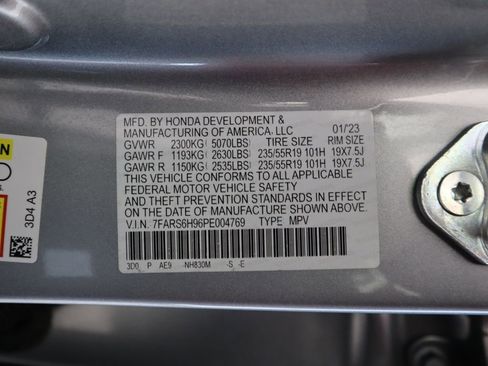 MFD. BY HONDA DEVELOPMENT &
MANUFACTURING OF AMERICA, LLC 01/23
GVWR 2300KG( 5070LBS) TIRE SIZE RIM SIZE
GAWR F 1193KG( 2630LBS) 235/55R19 101H 19X7.5J
GAWR R 1150KG( 2535LBS) 235/55R19 101H 19X7.5J
THIS VEHICLE CONFORMS TO ALL APPLICABLE
FEDERAL MOTOR VEHICLE SAFETY
AND THEFT PREVENTION STANDARDS IN EFFECT ON
THE DATE OF MANUFACTURE SHOWN ABOVE.
V.I.N. 7FARS6H96PE004769 TYPE MPV
3D0 P AE9 -NH830M -S -E
3D4 A3